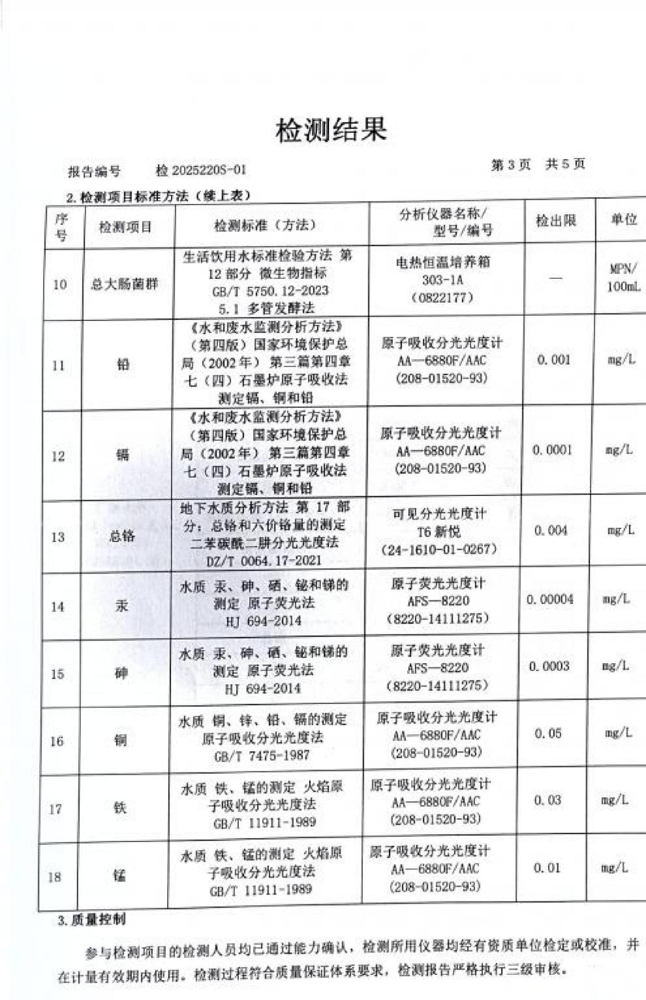 检测结果
报告编号 检 2025220S-01 第 3 页 共 5 页
2. 检测项目标准方法（续上表）
序号 检测项目 检测标准（方法） 分析仪器名称/型号/编号 检出限 单位
10 总大肠菌群 生活饮用水标准检验方法 第 12 部分 微生物指标 GB/T 5750.12-2023 5.1 多管发酵法 电热恒温培养箱 303-1A （0822177） — MPN/100mL
11 铅 《水和废水监测分析方法》（第四版）国家环境保护总局（2002年） 第三篇第四章 七（四）石墨炉原子吸收法测定镉、铜和铅 原子吸收分光光度计 AA—6880F/AAC (208-01520-93) 0.001 mg/L
12 镉 《水和废水监测分析方法》（第四版）国家环境保护总局（2002年） 第三篇第四章 七（四）石墨炉原子吸收法测定镉、铜和铅 原子吸收分光光度计 AA—6880F/AAC (208-01520-93) 0.0001 mg/L
13 总铬 地下水质分析方法 第 17 部分：总铬和六价铬量的测定 二苯碳酰二肼分光光度法 DZ/T 0064.17-2021 可见分光光度计 T6 新悦 (24-1610-01-0267) 0.004 mg/L
14 汞 水质 汞、砷、硒、铋和锑的测定 原子荧光法 HJ 694-2014 原子荧光光度计 AFS—8220 (8220-14111275) 0.00004 mg/L
15 砷 水质 汞、砷、硒、铋和锑的测定 原子荧光法 HJ 694-2014 原子荧光光度计 AFS—8220 (8220-14111275) 0.0003 mg/L
16 铜 水质 铜、锌、铅、镉的测定 原子吸收分光光度法 GB/T 7475-1987 原子吸收分光光度计 AA—6880F/AAC (208-01520-93) 0.05 mg/L
17 铁 水质 铁、锰的测定 火焰原子吸收分光光度法 GB/T 11911-1989 原子吸收分光光度计 AA—6880F/AAC (208-01520-93) 0.03 mg/L
18 锰 水质 铁、锰的测定 火焰原子吸收分光光度法 GB/T 11911-1989 原子吸收分光光度计 AA—6880F/AAC (208-01520-93) 0.01 mg/L
3. 质量控制
参与检测项目的检测人员均已通过能力确认，检测所用仪器均经有资质单位检定或校准，并
在计量有效期内使用。检测过程符合质量保证体系要求，检测报告严格执行三级审核。